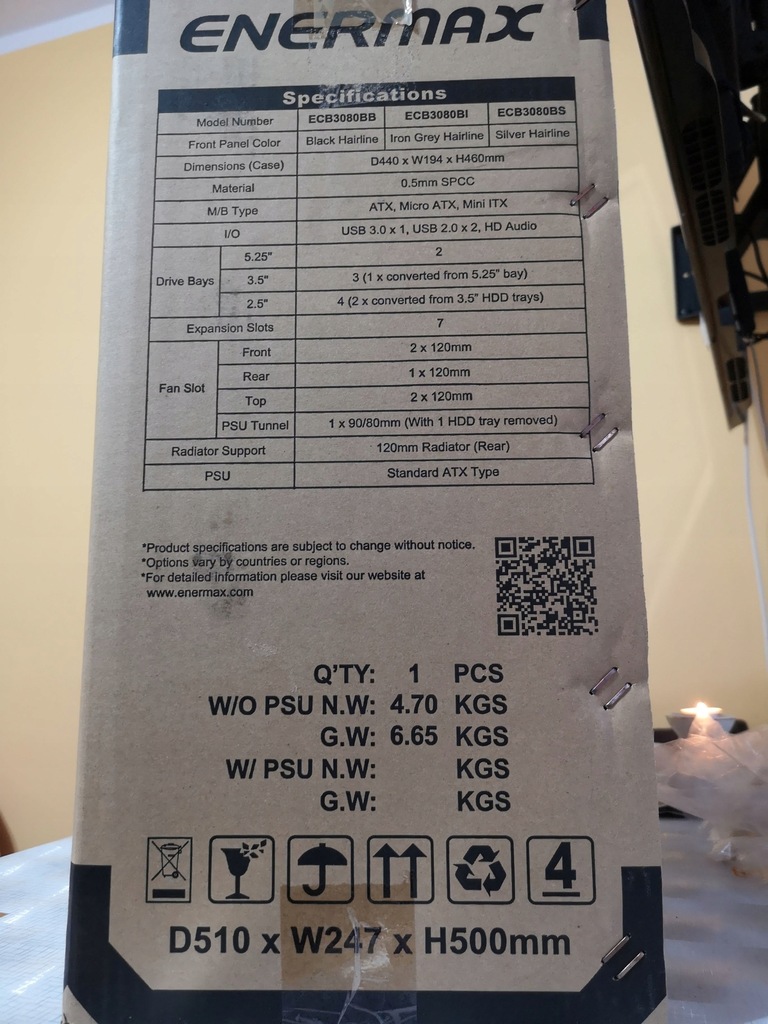 ENERMAX
Specifications
Model Number ECB3080BB ECB3080BI ECB3080BS
Front Panel Color Black Hairline Iron Grey Hairline Silver Hairline
Dimensions (Case) D440 x W194 x H460mm
Material 0.5mm SPCC
M/B Type ATX, Micro ATX, Mini ITX
I/O USB 3.0 x 1, USB 2.0 x 2, HD Audio
Drive Bays 5.25" 2
3.5" 3 (1 x converted from 5.25" bay)
2.5" 4 (2 x converted from 3.5" HDD trays)
Expansion Slots 7
Fan Slot Front 2 x 120mm
Rear 1 x 120mm
Top 2 x 120mm
PSU Tunnel 1 x 90/80mm (With 1 HDD tray removed)
Radiator Support 120mm Radiator (Rear)
PSU Standard ATX Type
*Product specifications are subject to change without notice.
*Options vary by countries or regions.
*For detailed information please visit our website at
www.enermax.com
Q'TY: 1 PCS
W/O PSU N.W: 4.70 KGS
G.W: 6.65 KGS
W/ PSU N.W: KGS
G.W: KGS
4
D510 x W247 x H500mm